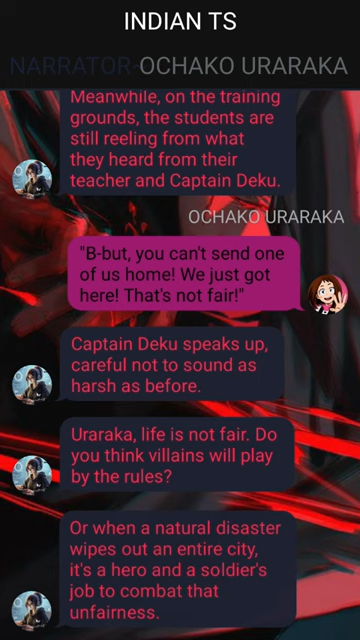 INDIAN TS
NARRATOR-OCHAKO URARAKA
Meanwhile, on the training
grounds, the students are
still reeling from what
they heard from their
teacher and Captain Deku.
OCHAKO URARAKA
"B-but, you can't send one
of us home! We just got
here! That's not fair!"
Captain Deku speaks up,
careful not to sound as
harsh as before.
Uraraka, life is not fair. Do
you think villains will play
by the rules?
Or when a natural disaster
wipes out an entire city,
it's a hero and a soldier's
job to combat that
unfairness.